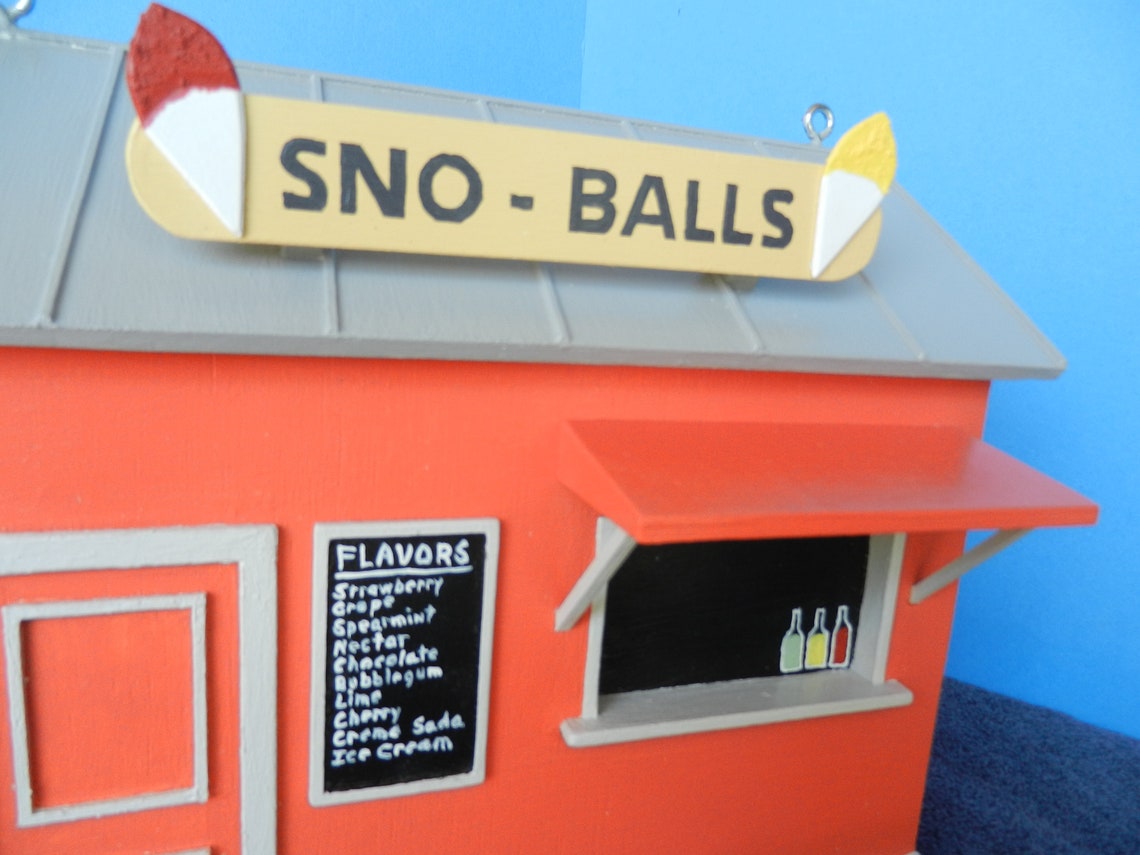 SNO - BALLS
FLAVORS
Strawberry
Grape
Spearmint
Nectar
Chocolate
Bubblegum
Lime
Cherry
Creme Soda
Ice Cream